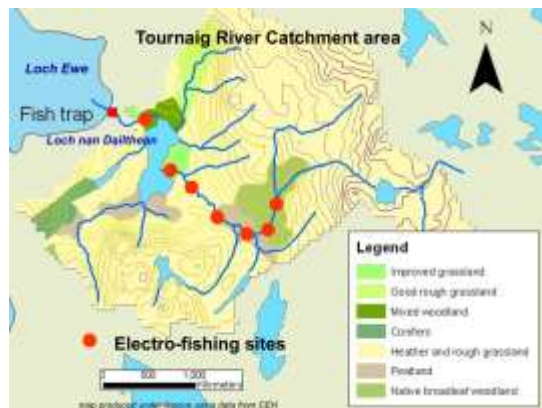 Tournaig River Catchment area
N
Loch Ewe
Fish trap
Loch nan Dailthean
Legend
Improved grassland
Good rough grassland
Mixed woodland
Conifers
Heather and rough grassland
Peatland
Native broadleaf woodland
Electro-fishing sites
0 500 1,000